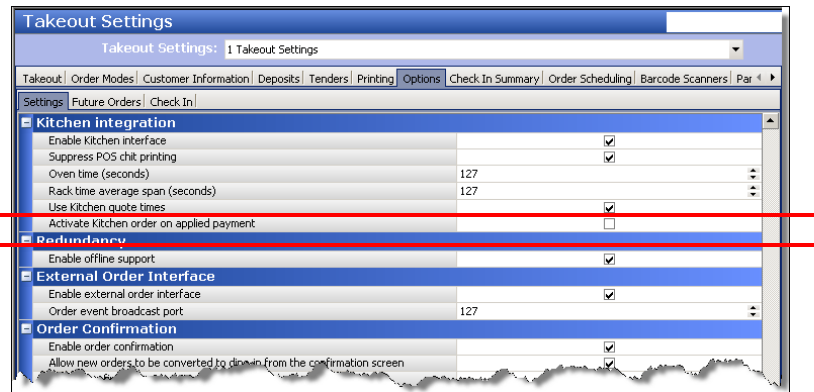 Takeout Settings
Takeout Settings: 1 Takeout Settings
Takeout Order Modes Customer Information Deposits Tenders Printing Options Check In Summary Order Scheduling Barcode Scanners Par
Settings Future Orders Check In
Kitchen integration
Enable Kitchen interface
Suppress POS chit printing
Oven time (seconds) 127
Rack time average span (seconds) 127
Use Kitchen quote times
Activate Kitchen order on applied payment
Redundancy
Enable offline support
External Order Interface
Enable external order interface
Order event broadcast port 127
Order Confirmation
Enable order confirmation
Allow new orders to be converted to dine-in from the confirmation screen